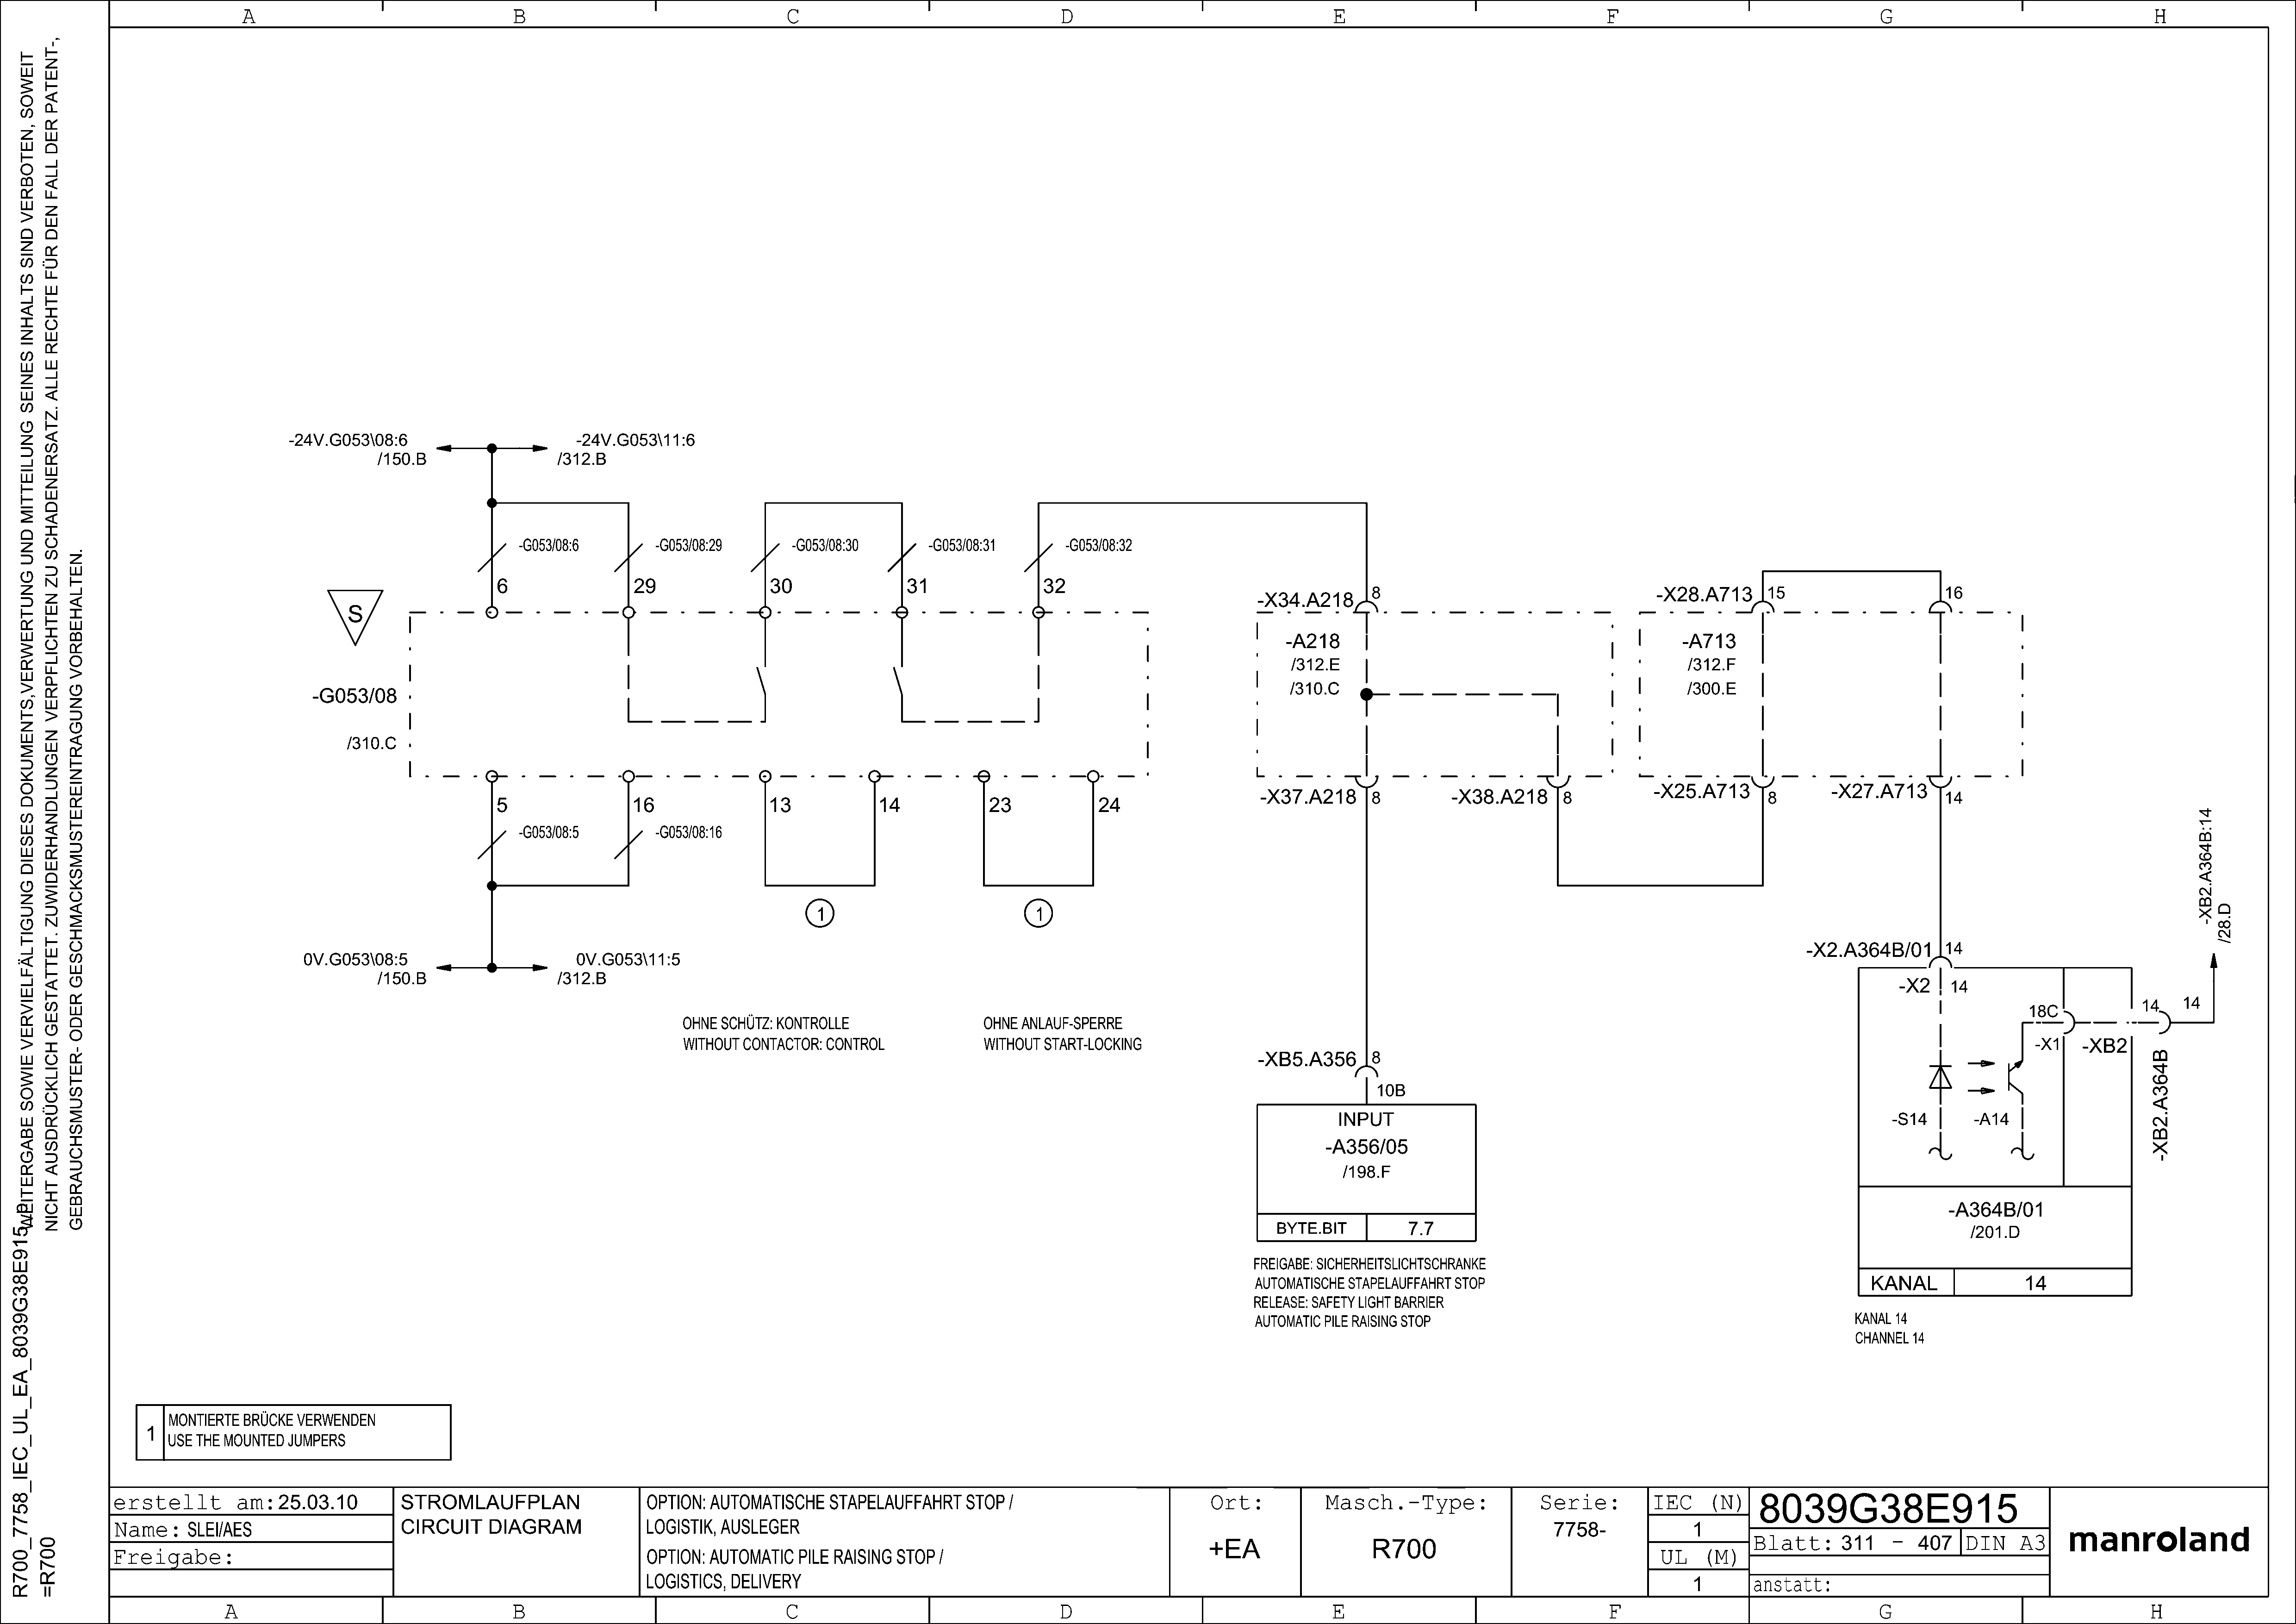 A B C D E F G H
WEITERGABE SOWIE VERVIELFÄLTIGUNG DIESES DOKUMENTS,VERWERTUNG UND MITTEILUNG SEINES INHALTS SIND VERBOTEN, SOWEIT
NICHT AUSDRÜCKLICH GESTATTET. ZUWIDERHANDLUNGEN VERPFLICHTEN ZU SCHADENERSATZ. ALLE RECHTE FÜR DEN FALL DER PATENT-,
GEBRAUCHSMUSTER- ODER GESCHMACKSMUSTEREINTRAGUNG VORBEHALTEN.
-24V.G053\08:6
/150.B
-24V.G053\11:6
/312.B
-G053/08:6
-G053/08:29
-G053/08:30
-G053/08:31
-G053/08:32
6 29 30 31 32
S
-G053/08
/310.C
5 16 13 14 23 24
-G053/08:5
-G053/08:16
1
1
0V.G053\08:5
/150.B
0V.G053\11:5
/312.B
OHNE SCHÜTZ: KONTROLLE
WITHOUT CONTACTOR: CONTROL
OHNE ANLAUF-SPERRE
WITHOUT START-LOCKING
-X34.A218 8
-A218
/312.E
/310.C
-X37.A218 8
-X38.A218 8
-X28.A713 15
16
-A713
/312.F
/300.E
-X25.A713 8
-X27.A713 14
-XB5.A356 8
10B
INPUT
-A356/05
/198.F
BYTE.BIT 7.7
FREIGABE: SICHERHEITSLICHTSCHRANKE
AUTOMATISCHE STAPELAUFFAHRT STOP
RELEASE: SAFETY LIGHT BARRIER
AUTOMATIC PILE RAISING STOP
-X2.A364B/01 14
-X2 14
18C
-X1
-XB2
14
14
-XB2.A364B
-XB2.A364B:14
/28.D
-S14
-A14
-A364B/01
/201.D
KANAL 14
KANAL 14
CHANNEL 14
1
MONTIERTE BRÜCKE VERWENDEN
USE THE MOUNTED JUMPERS
=R700
erstellt am: 25.03.10
Name: SLEI/AES
Freigabe:
STROMLAUFPLAN
CIRCUIT DIAGRAM
OPTION: AUTOMATISCHE STAPELAUFFAHRT STOP /
LOGISTIK, AUSLEGER
OPTION: AUTOMATIC PILE RAISING STOP /
LOGISTICS, DELIVERY
Ort:
+EA
Masch.-Type:
R700
Serie:
7758-
IEC (N)
1
UL (M)
1
8039G38E915
Blatt: 311 - 407 DIN A3
anstatt:
manroland
A B C D E F G H